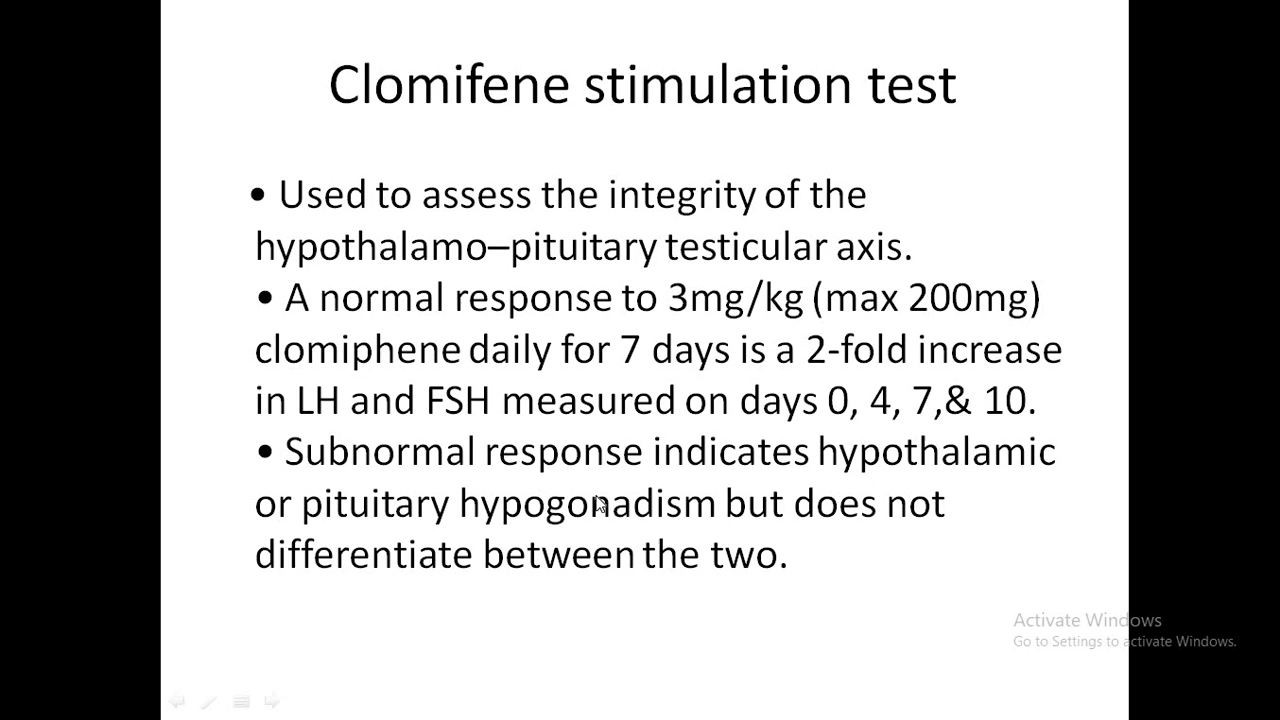 Clomifene stimulation test
• Used to assess the integrity of the
hypothalamo–pituitary testicular axis.
• A normal response to 3mg/kg (max 200mg)
clomiphene daily for 7 days is a 2-fold increase
in LH and FSH measured on days 0, 4, 7,& 10.
• Subnormal response indicates hypothalamic
or pituitary hypogonadism but does not
differentiate between the two.
Activate Windows
Go to Settings to activate Windows.